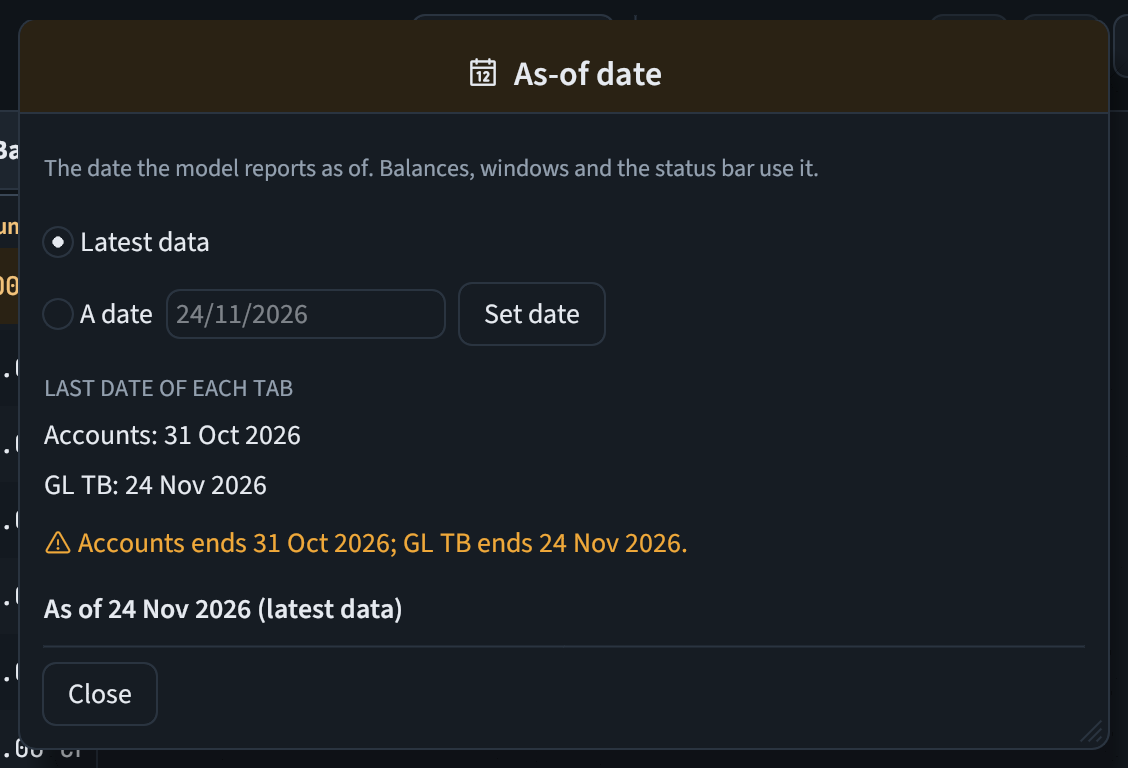 12 As-of date
The date the model reports as of. Balances, windows and the status bar use it.
Latest data
A date 24/11/2026 Set date
LAST DATE OF EACH TAB
Accounts: 31 Oct 2026
GL TB: 24 Nov 2026
Accounts ends 31 Oct 2026; GL TB ends 24 Nov 2026.
As of 24 Nov 2026 (latest data)
Close